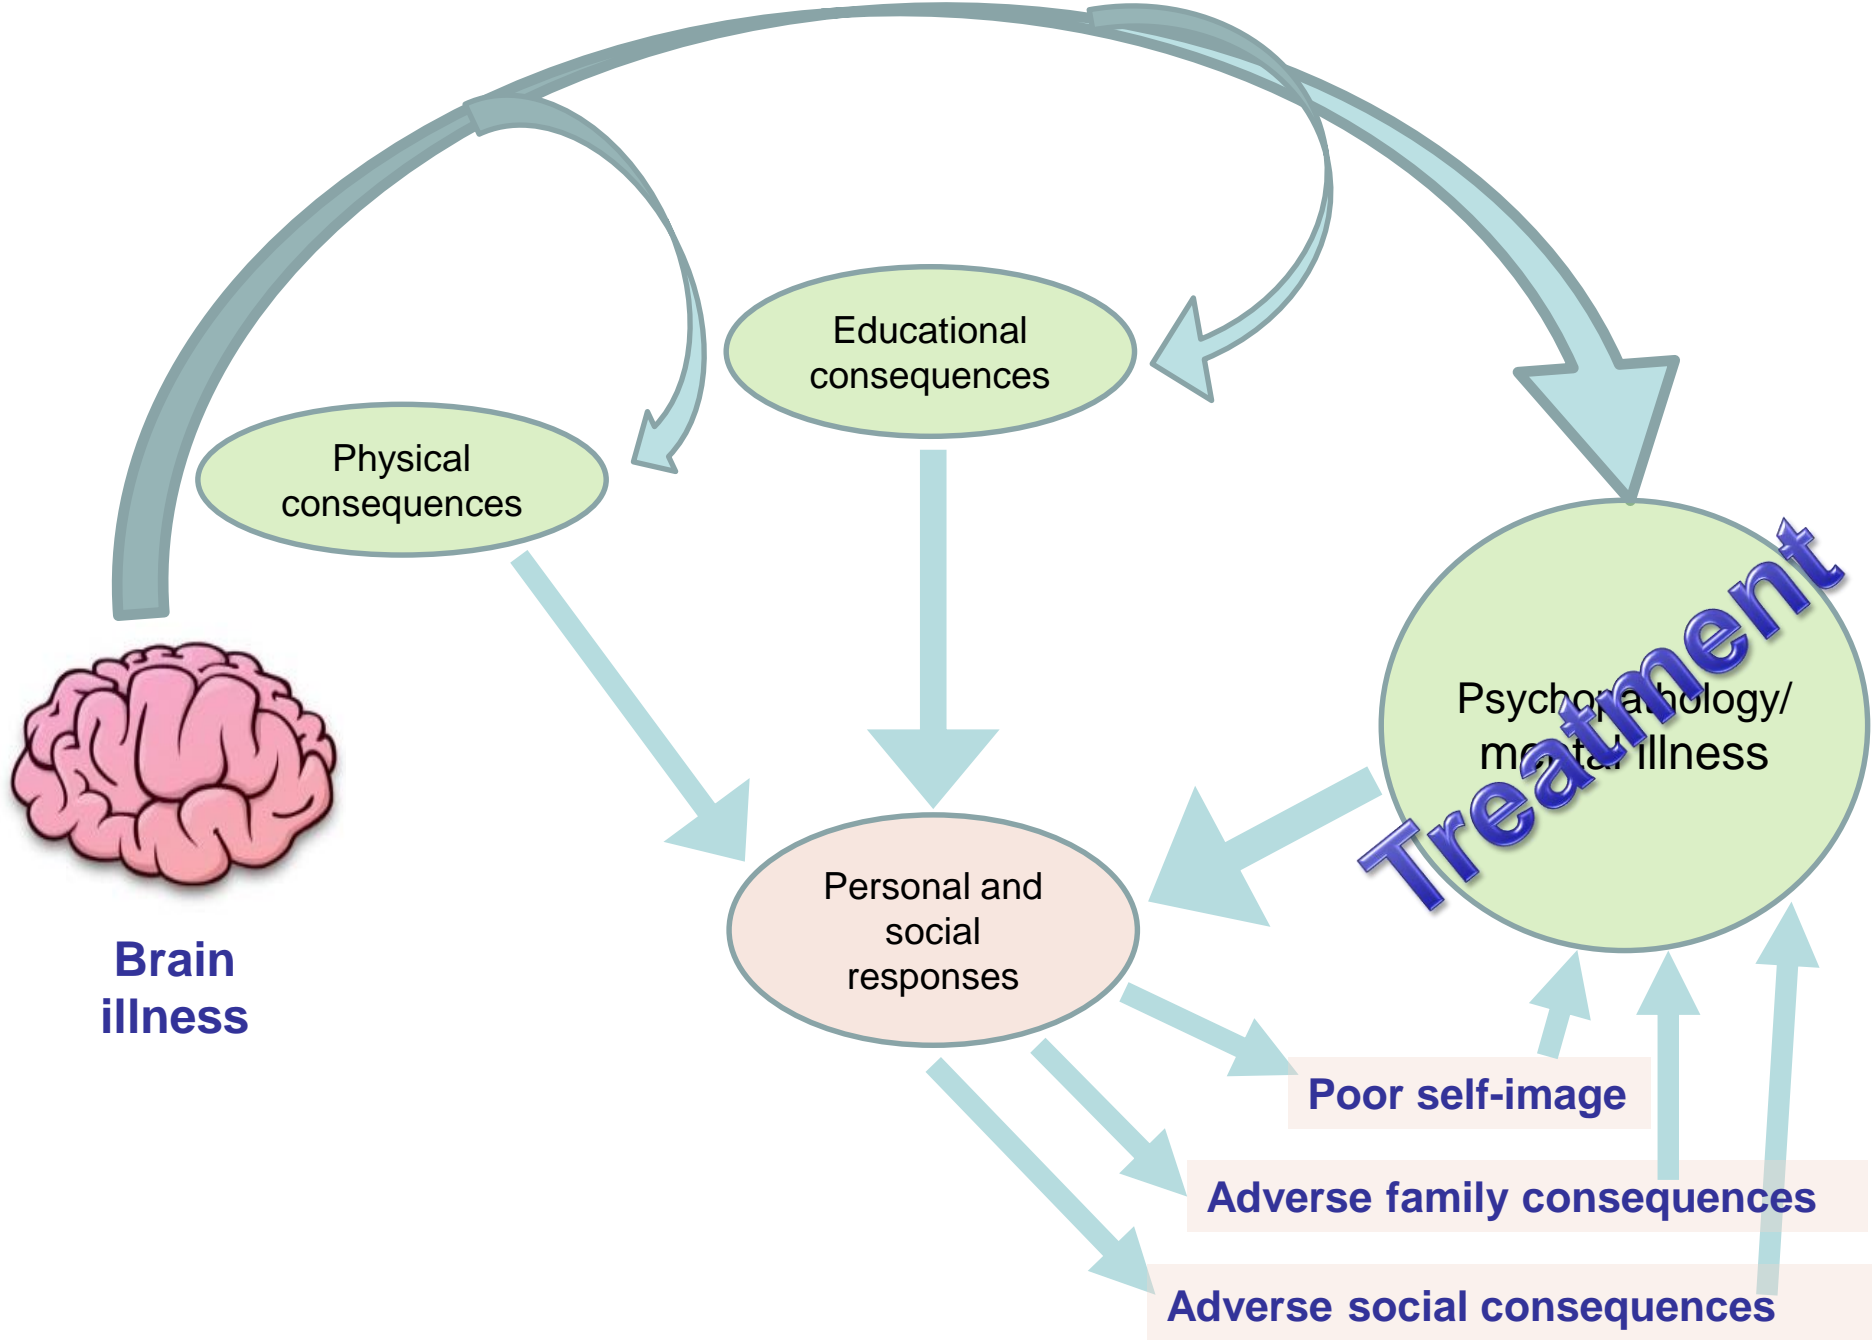 Educational
consequences
Physical
consequences
Treatment
Psychopathology/
mental illness
Personal and
social
responses
Brain
illness
Poor self-image
Adverse family consequences
Adverse social consequences